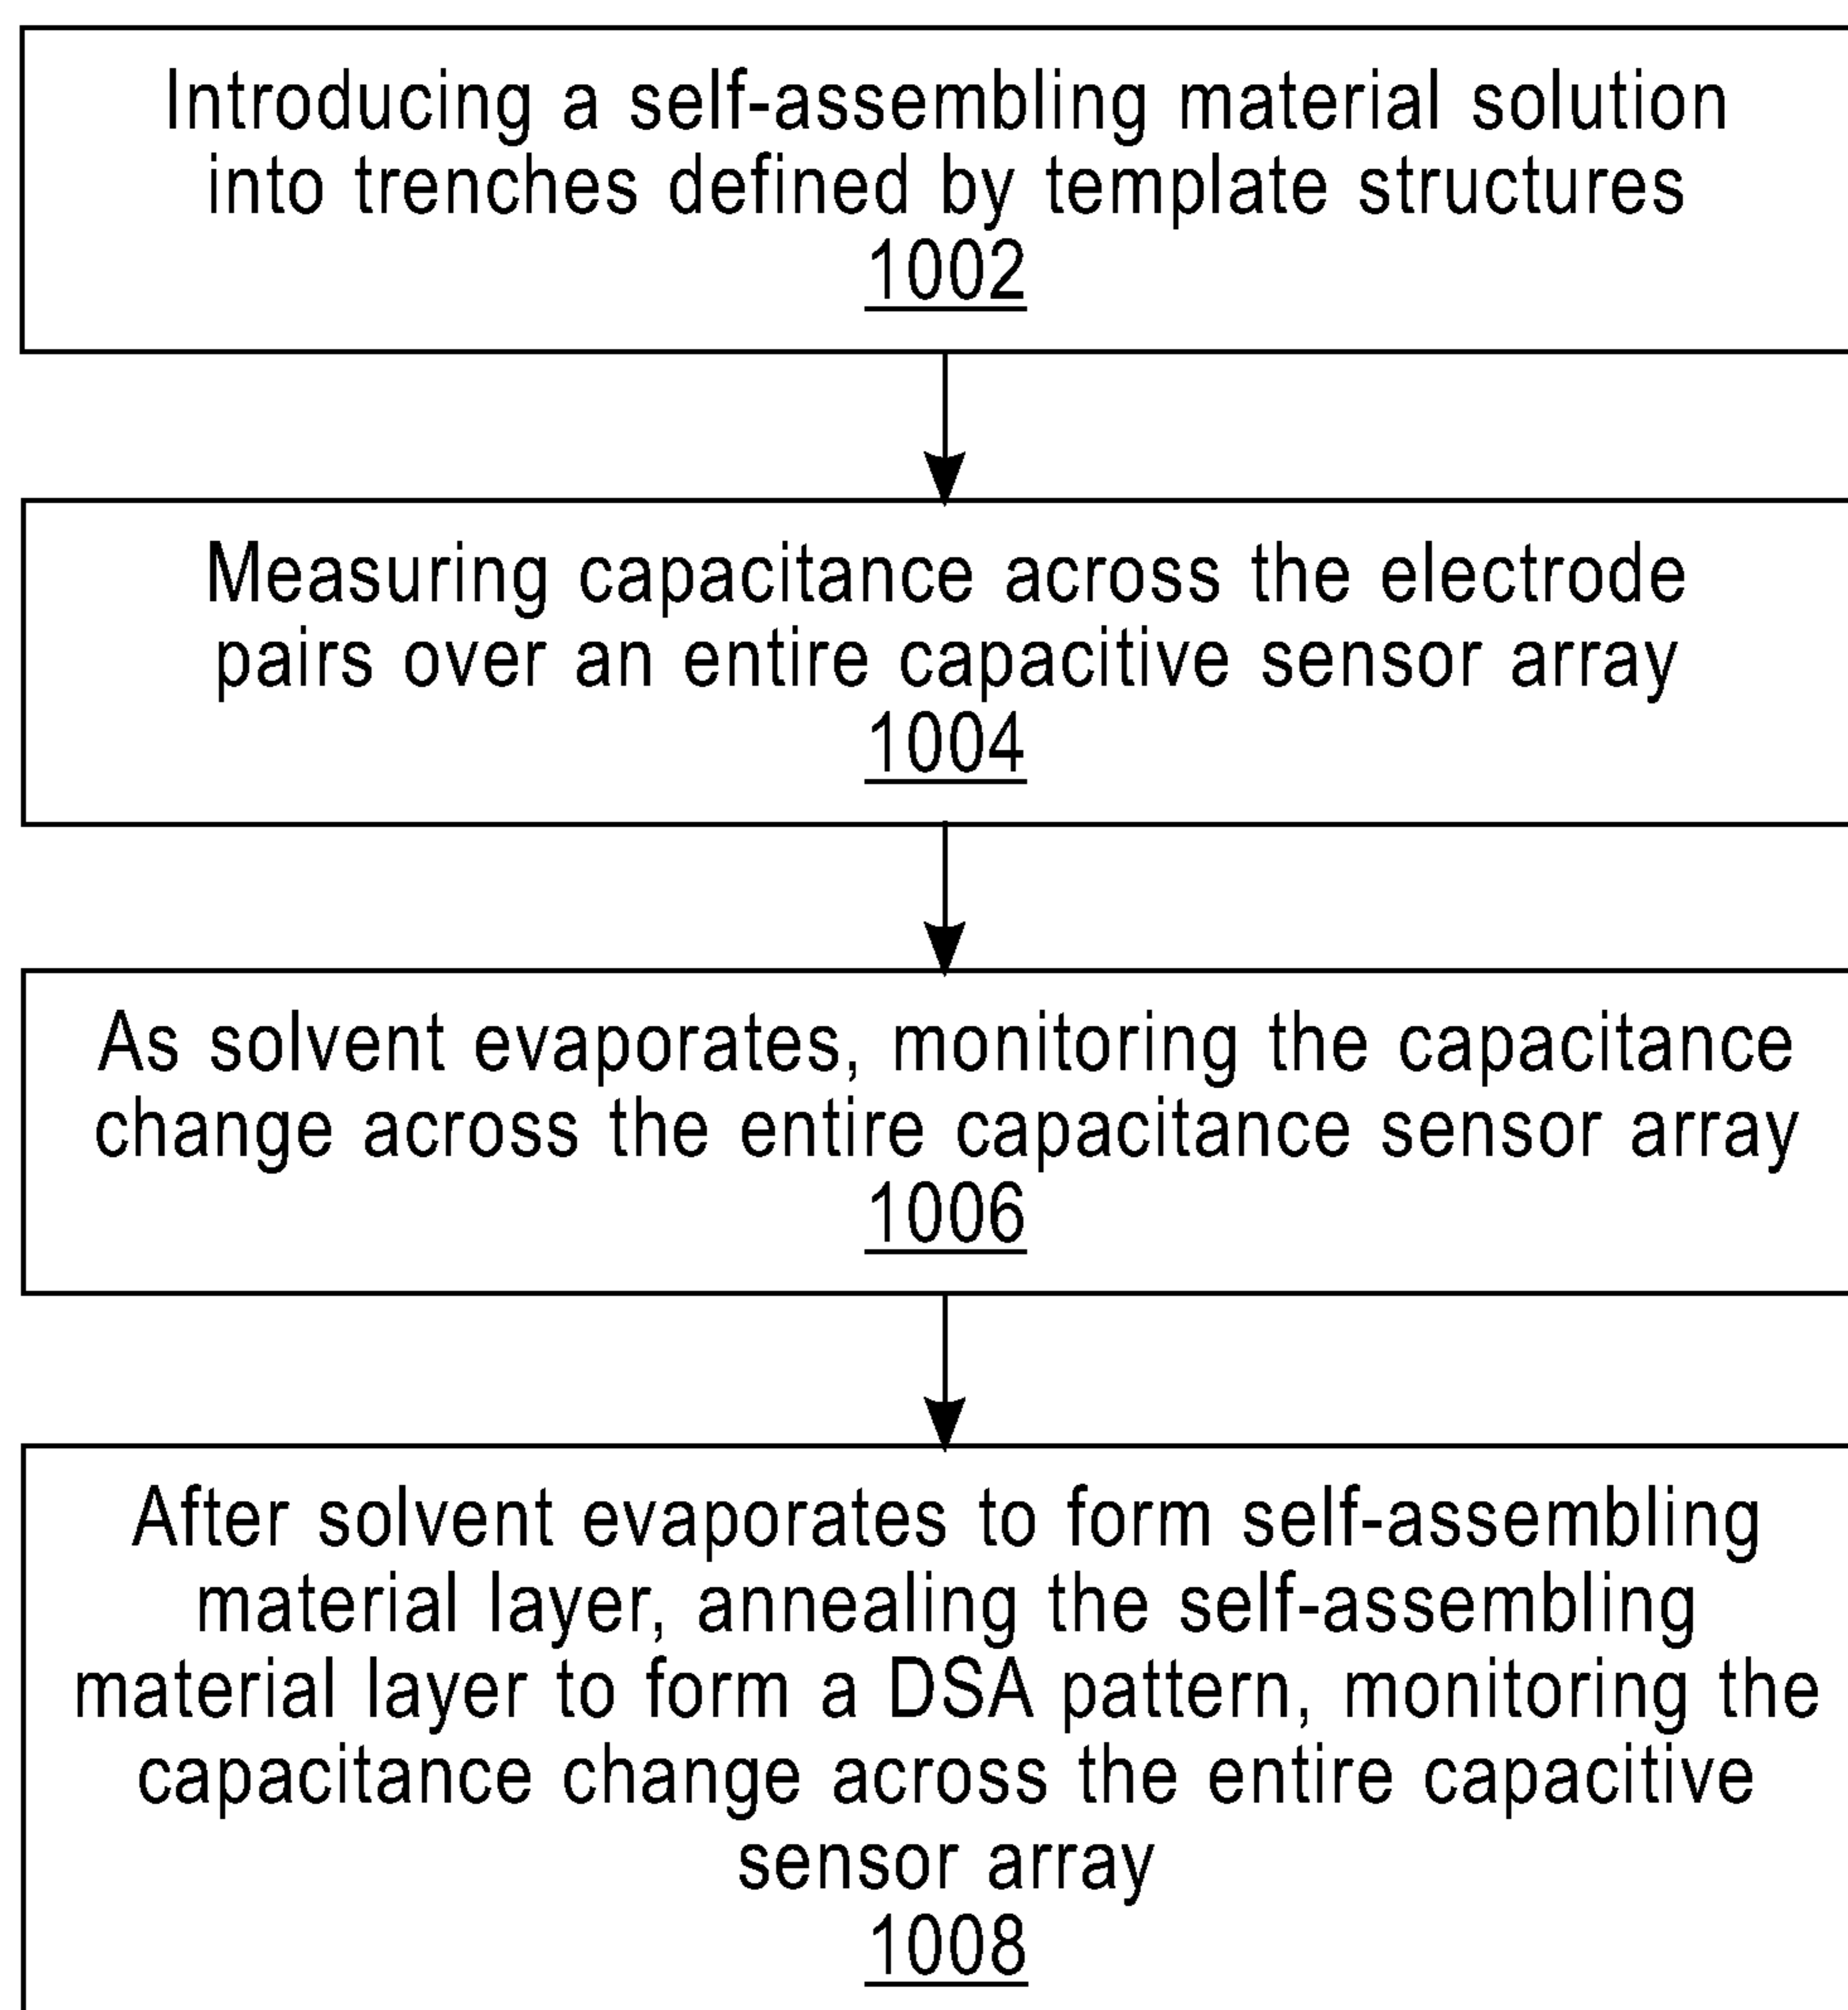 Introducing a self-assembling material solution
into trenches defined by template structures
1002
Measuring capacitance across the electrode
pairs over an entire capacitive sensor array
1004
As solvent evaporates, monitoring the capacitance
change across the entire capacitance sensor array
1006
After solvent evaporates to form self-assembling
material layer, annealing the self-assembling
material layer to form a DSA pattern, monitoring the
capacitance change across the entire capacitive
sensor array
1008